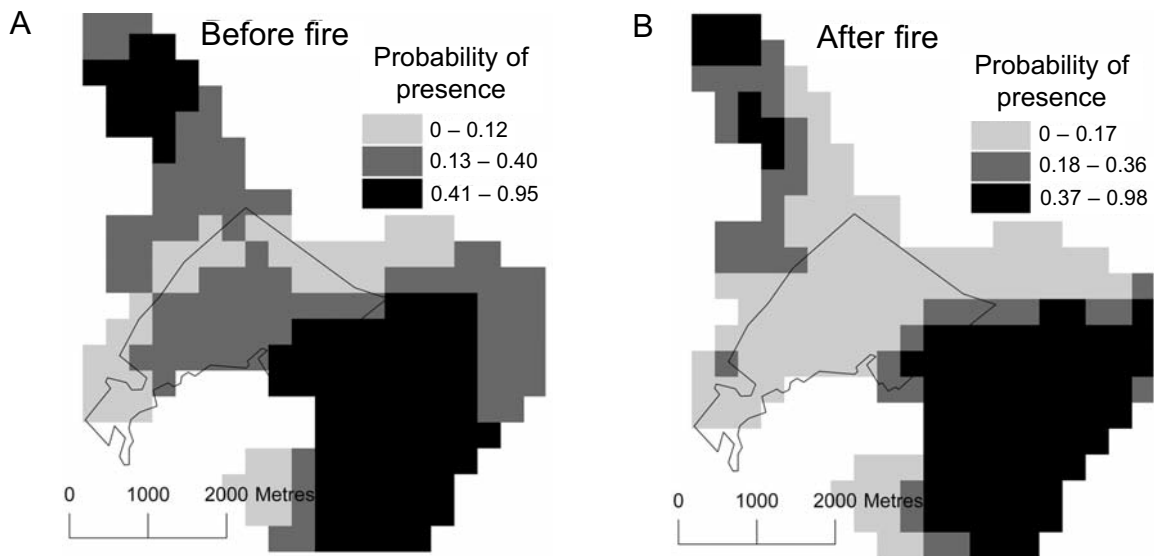 A
Before fire
Probability of
presence
0 – 0.12
0.13 – 0.40
0.41 – 0.95
0 1000 2000 Metres
B
After fire
Probability of
presence
0 – 0.17
0.18 – 0.36
0.37 – 0.98
0 1000 2000 Metres